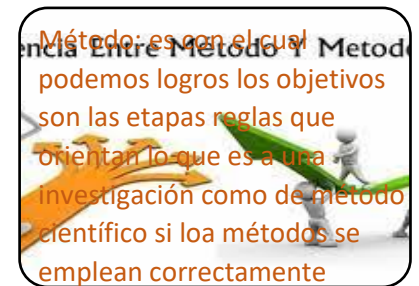 encia Entre Método Y Metodo
Método: es con el cual
podemos logros los objetivos
son las etapas reglas que
orientan lo que es a una
investigación como de método
científico si loa métodos se
emplean correctamente